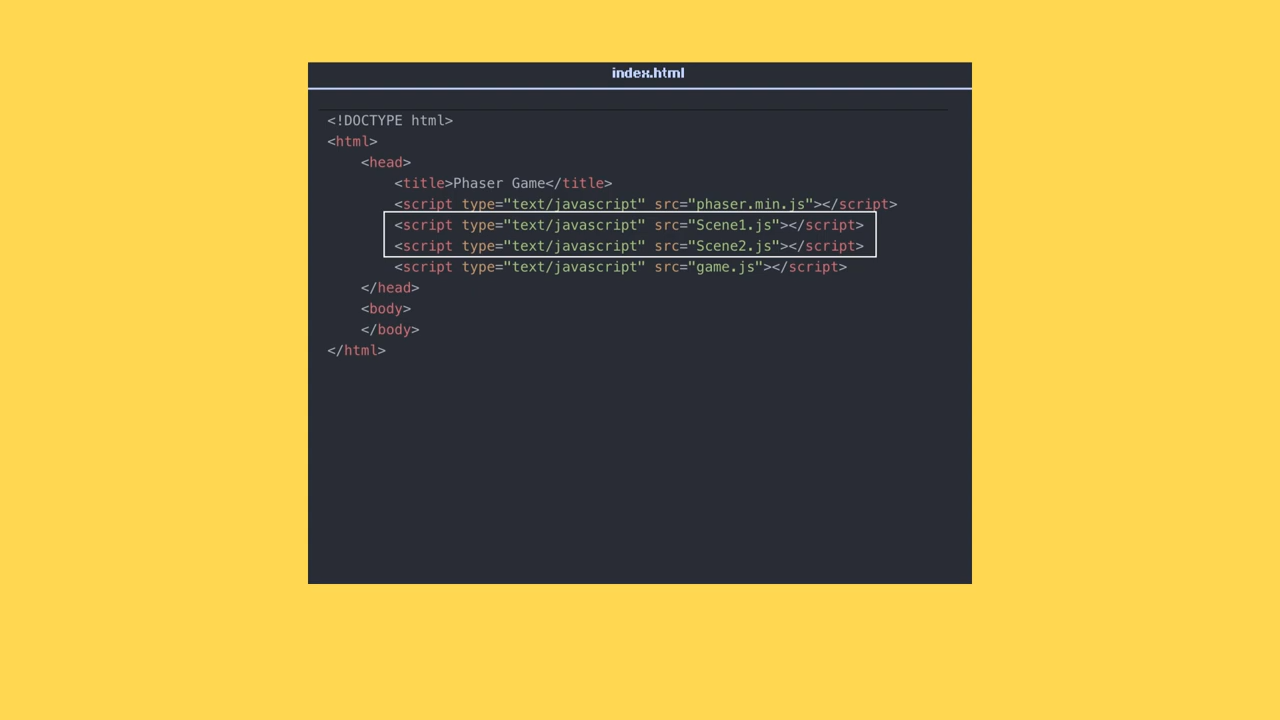 index.html
<!DOCTYPE html>
<html>
    <head>
        <title>Phaser Game</title>
        <script type="text/javascript" src="phaser.min.js"></script>
        <script type="text/javascript" src="Scene1.js"></script>
        <script type="text/javascript" src="Scene2.js"></script>
        <script type="text/javascript" src="game.js"></script>
    </head>
    <body>
    </body>
</html>